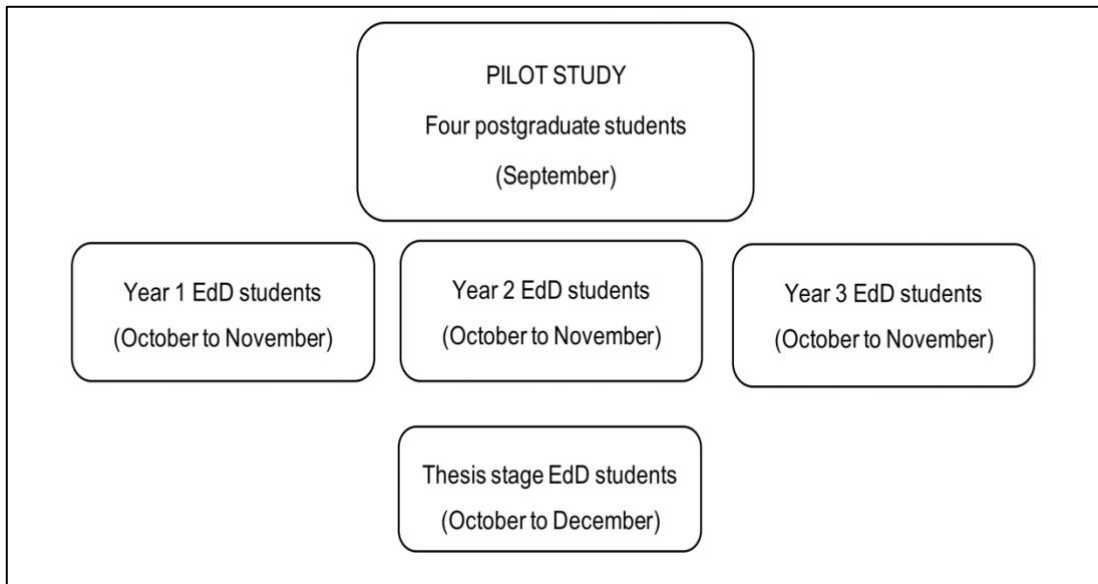 PILOT STUDY
Four postgraduate students
(September)
Year 1 EdD students
(October to November)
Year 2 EdD students
(October to November)
Year 3 EdD students
(October to November)
Thesis stage EdD students
(October to December)